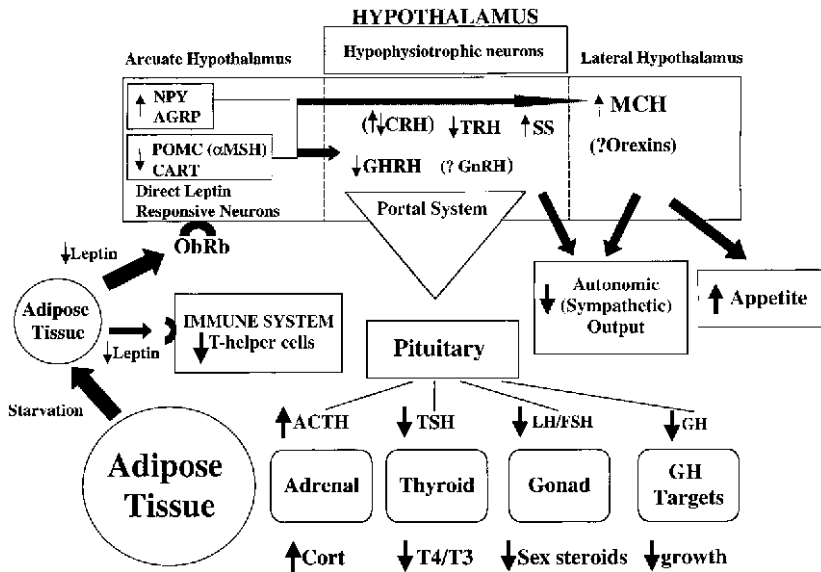 HYPOTHALAMUS
Arcuate Hypothalamus
Hypophysiotrophic neurons
Lateral Hypothalamus
↑ NPY
AGRP
↓ POMC (αMSH)
CART
Direct Leptin
Responsive Neurons
(↑↓CRH) ↓TRH ↑SS
↓GHRH (? GnRH)
↑ MCH
(?Orexins)
Portal System
ObRb
↓Leptin
Adipose
Tissue
↓Leptin
IMMUNE SYSTEM
↓ T-helper cells
↓ Autonomic
(Sympathetic)
Output
↑ Appetite
Pituitary
Starvation
Adipose
Tissue
↑ACTH ↓TSH ↓LH/FSH ↓GH
Adrenal Thyroid Gonad GH
Targets
↑Cort ↓T4/T3 ↓Sex steroids ↓growth